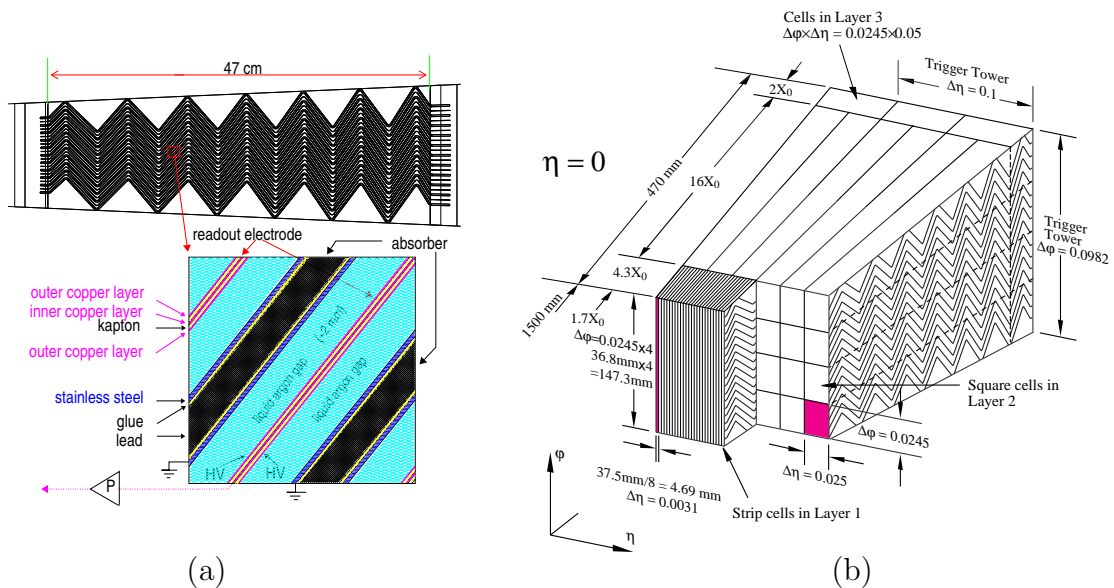 47 cm
readout electrode
absorber
outer copper layer
inner copper layer
kapton
outer copper layer
stainless steel
glue
lead
liquid argon gap
liquid argon gap
(~2 mm)
HV
HV
P
(a)
Cells in Layer 3
Δφ×Δη = 0.0245×0.05
Trigger Tower
Δη = 0.1
2X₀
η = 0
470 mm
16X₀
Trigger
Tower
Δφ = 0.0982
4.3X₀
1500 mm
1.7X₀
Δφ=0.0245x4
36.8mmx4
=147.3mm
Square cells in
Layer 2
Δφ = 0.0245
Δη = 0.025
37.5mm/8 = 4.69 mm
Δη = 0.0031
Strip cells in Layer 1
φ
η
(b)